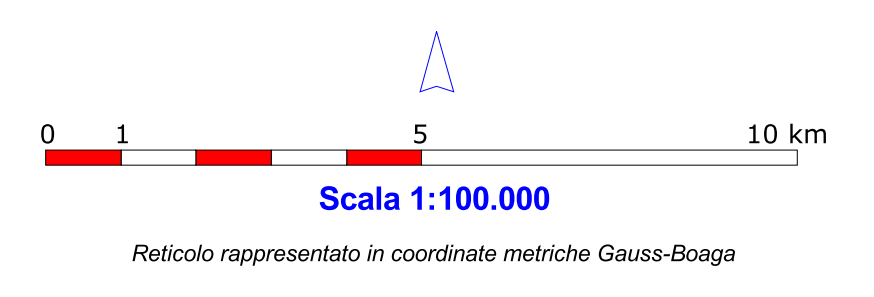 0 1 5 10 km
Scala 1:100.000
Reticolo rappresentato in coordinate metriche Gauss-Boaga